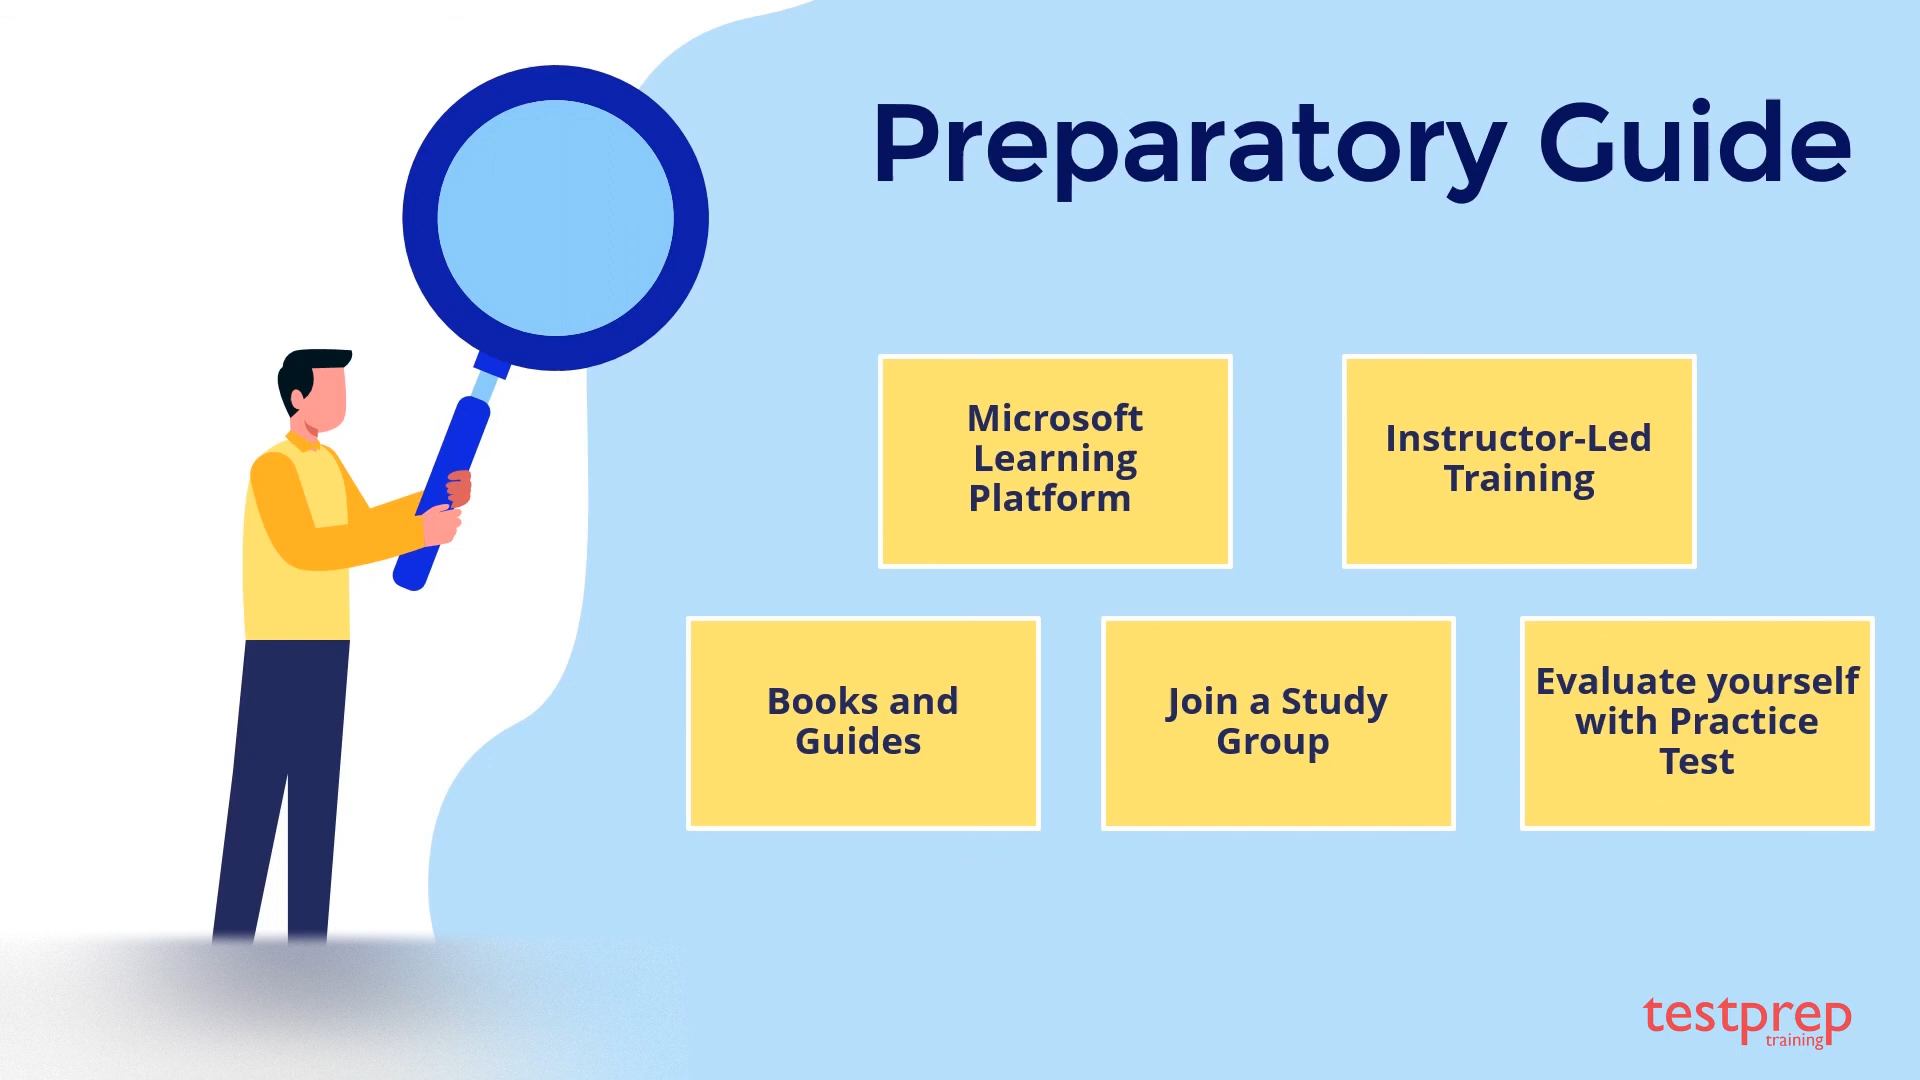 Preparatory Guide
Microsoft
Learning
Platform
Instructor-Led
Training
Books and
Guides
Join a Study
Group
Evaluate yourself
with Practice
Test
testprep
training